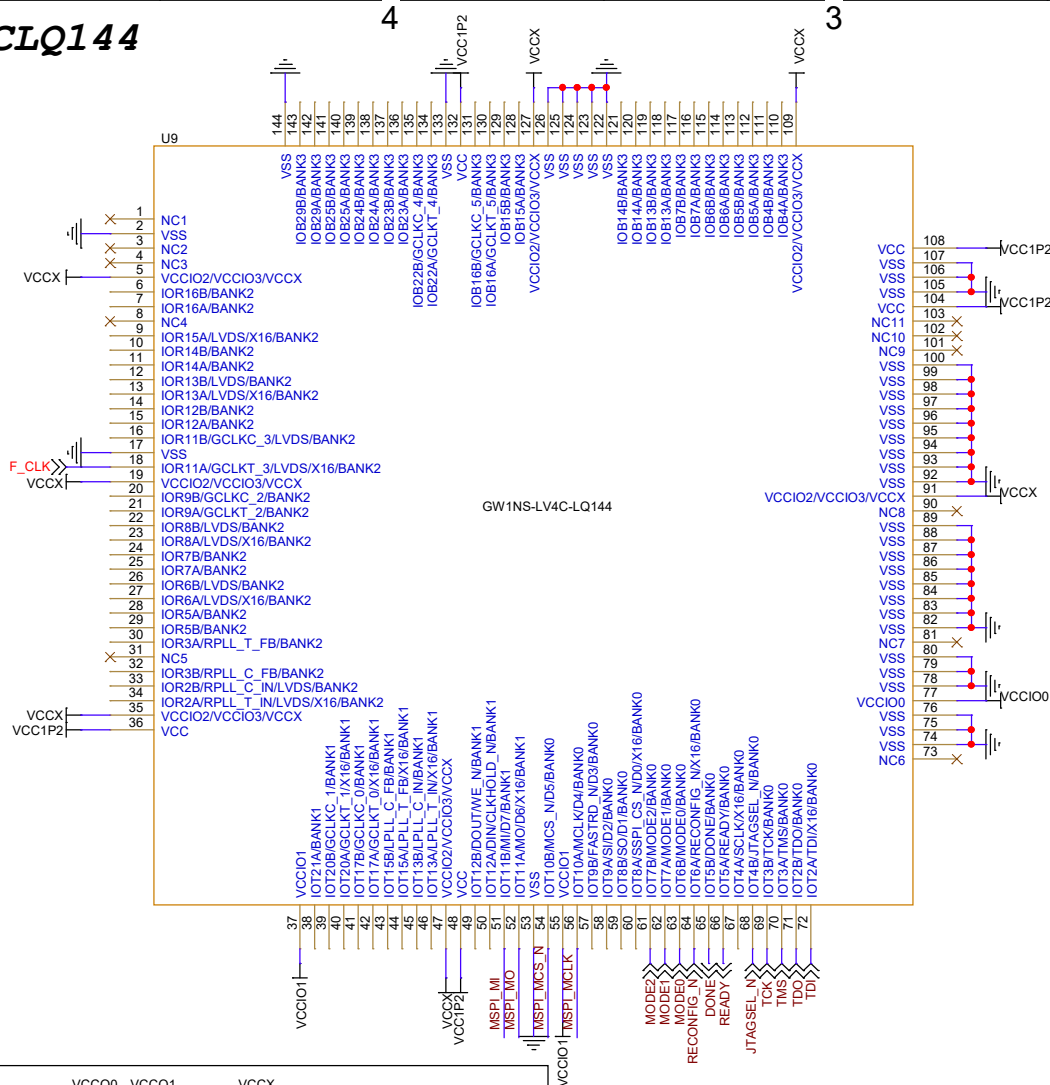 4
3
CLQ144
VCC1P2
VCCX
VCCX
144
143
142
141
140
139
138
137
136
135
134
133
132
131
130
129
128
127
126
125
124
123
122
121
120
119
118
117
116
115
114
113
112
111
110
109
U9
VSS
IOB29B/BANK3
IOB29A/BANK3
IOB25B/BANK3
IOB25A/BANK3
IOB24B/BANK3
IOB24A/BANK3
IOB23B/BANK3
IOB23A/BANK3
IOB22B/GCLKC_4/BANK3
IOB22A/GCLKT_4/BANK3
VSS
VCC
IOB16B/GCLKC_5/BANK3
IOB16A/GCLKT_5/BANK3
IOB15B/BANK3
IOB15A/BANK3
VCCIO2/VCCIO3/VCCX
VSS
VSS
VSS
VSS
VSS
IOB14B/BANK3
IOB14A/BANK3
IOB13B/BANK3
IOB13A/BANK3
IOB7B/BANK3
IOB7A/BANK3
IOB6B/BANK3
IOB6A/BANK3
IOB5B/BANK3
IOB5A/BANK3
IOB4B/BANK3
IOB4A/BANK3
VCCIO2/VCCIO3/VCCX
1 NC1
2 VSS
3 NC2
4 NC3
VCCX 5 VCCIO2/VCCIO3/VCCX
6 IOR16B/BANK2
7 IOR16A/BANK2
8 NC4
9 IOR15A/LVDS/X16/BANK2
10 IOR14B/BANK2
11 IOR14A/BANK2
12 IOR13B/LVDS/BANK2
13 IOR13A/LVDS/X16/BANK2
14 IOR12B/BANK2
15 IOR12A/BANK2
16 IOR11B/GCLKC_3/LVDS/BANK2
17 VSS
F_CLK 18 IOR11A/GCLKT_3/LVDS/X16/BANK2
VCCX 19 VCCIO2/VCCIO3/VCCX
20 IOR9B/GCLKC_2/BANK2
21 IOR9A/GCLKT_2/BANK2
22 IOR8B/LVDS/BANK2
23 IOR8A/LVDS/X16/BANK2
24 IOR7B/BANK2
25 IOR7A/BANK2
26 IOR6B/LVDS/BANK2
27 IOR6A/LVDS/X16/BANK2
28 IOR5A/BANK2
29 IOR5B/BANK2
30 IOR3A/RPLL_T_FB/BANK2
31 NC5
32 IOR3B/RPLL_C_FB/BANK2
33 IOR2B/RPLL_C_IN/LVDS/BANK2
34 IOR2A/RPLL_T_IN/LVDS/X16/BANK2
VCCX 35 VCCIO2/VCCIO3/VCCX
VCC1P2 36 VCC
GW1NS-LV4C-LQ144
VCC 108 VCC1P2
VSS 107
VSS 106
VSS 105
VCC 104 VCC1P2
NC11 103
NC10 102
NC9 101
VSS 100
VSS 99
VSS 98
VSS 97
VSS 96
VSS 95
VSS 94
VSS 93
VSS 92
VCCIO2/VCCIO3/VCCX 91 VCCX
NC8 90
VSS 89
VSS 88
VSS 87
VSS 86
VSS 85
VSS 84
VSS 83
VSS 82
NC7 81
VSS 80
VSS 79
VSS 78
VCCIO0 77 VCCIO0
VSS 76
VSS 75
VSS 74
NC6 73
VCCIO1
IOT21A/BANK1
IOT20B/GCLKC_1/BANK1
IOT20A/GCLKT_1/X16/BANK1
IOT17B/GCLKC_0/BANK1
IOT17A/GCLKT_0/X16/BANK1
IOT15B/LPLL_C_FB/BANK1
IOT15A/LPLL_T_FB/X16/BANK1
IOT13B/LPLL_C_IN/BANK1
IOT13A/LPLL_T_IN/X16/BANK1
VCCIO2/VCCIO3/VCCX
VCC
IOT12B/DOUT/WE_N/BANK1
IOT12A/DIN/CLKHOLD_N/BANK1
IOT11B/MI/D7/BANK1
IOT11A/MO/D6/X16/BANK1
VSS
IOT10B/MCS_N/D5/BANK0
VCCIO1
IOT10A/MCLK/D4/BANK0
IOT9B/FASTRD_N/D3/BANK0
IOT9A/SI/D2/BANK0
IOT8B/SO/D1/BANK0
IOT8A/SSPI_CS_N/D0/X16/BANK0
IOT7B/MODE2/BANK0
IOT7A/MODE1/BANK0
IOT6B/MODE0/BANK0
IOT6A/RECONFIG_N/X16/BANK0
IOT5B/DONE/BANK0
IOT5A/READY/BANK0
IOT4A/SCLK/X16/BANK0
IOT4B/JTAGSEL_N/BANK0
IOT3B/TCK/BANK0
IOT3A/TMS/BANK0
IOT2B/TDO/BANK0
IOT2A/TDI/X16/BANK0
37
38
39
40
41
42
43
44
45
46
47
48
49
50
51
52
53
54
55
56
57
58
59
60
61
62
63
64
65
66
67
68
69
70
71
72
VCCIO1
VCCX
VCC1P2
MSPI_MI
MSPI_MO
MSPI_MCS_N
VCCIO1
MSPI_MCLK
MODE2
MODE1
MODE0
RECONFIG_N
DONE
READY
JTAGSEL_N
TCK
TMS
TDO
TDI
VCCO0 VCCO1 VCCX